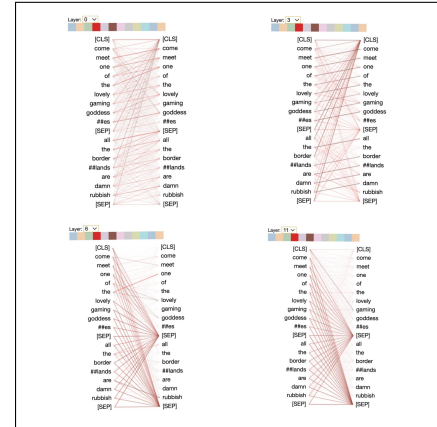 Layer: 0
[CLS] [CLS]
come come
meet meet
one one
of of
the the
lovely lovely
gaming gaming
goddess goddess
##es ##es
[SEP] [SEP]
all all
the the
border border
##lands ##lands
are are
damn damn
rubbish rubbish
[SEP] [SEP]
Layer: 3
[CLS] [CLS]
come come
meet meet
one one
of of
the the
lovely lovely
gaming gaming
goddess goddess
##es ##es
[SEP] [SEP]
all all
the the
border border
##lands ##lands
are are
damn damn
rubbish rubbish
[SEP] [SEP]
Layer: 6
[CLS] [CLS]
come come
meet meet
one one
of of
the the
lovely lovely
gaming gaming
goddess goddess
##es ##es
[SEP] [SEP]
all all
the the
border border
##lands ##lands
are are
damn damn
rubbish rubbish
[SEP] [SEP]
Layer: 11
[CLS] [CLS]
come come
meet meet
one one
of of
the the
lovely lovely
gaming gaming
goddess goddess
##es ##es
[SEP] [SEP]
all all
the the
border border
##lands ##lands
are are
damn damn
rubbish rubbish
[SEP] [SEP]